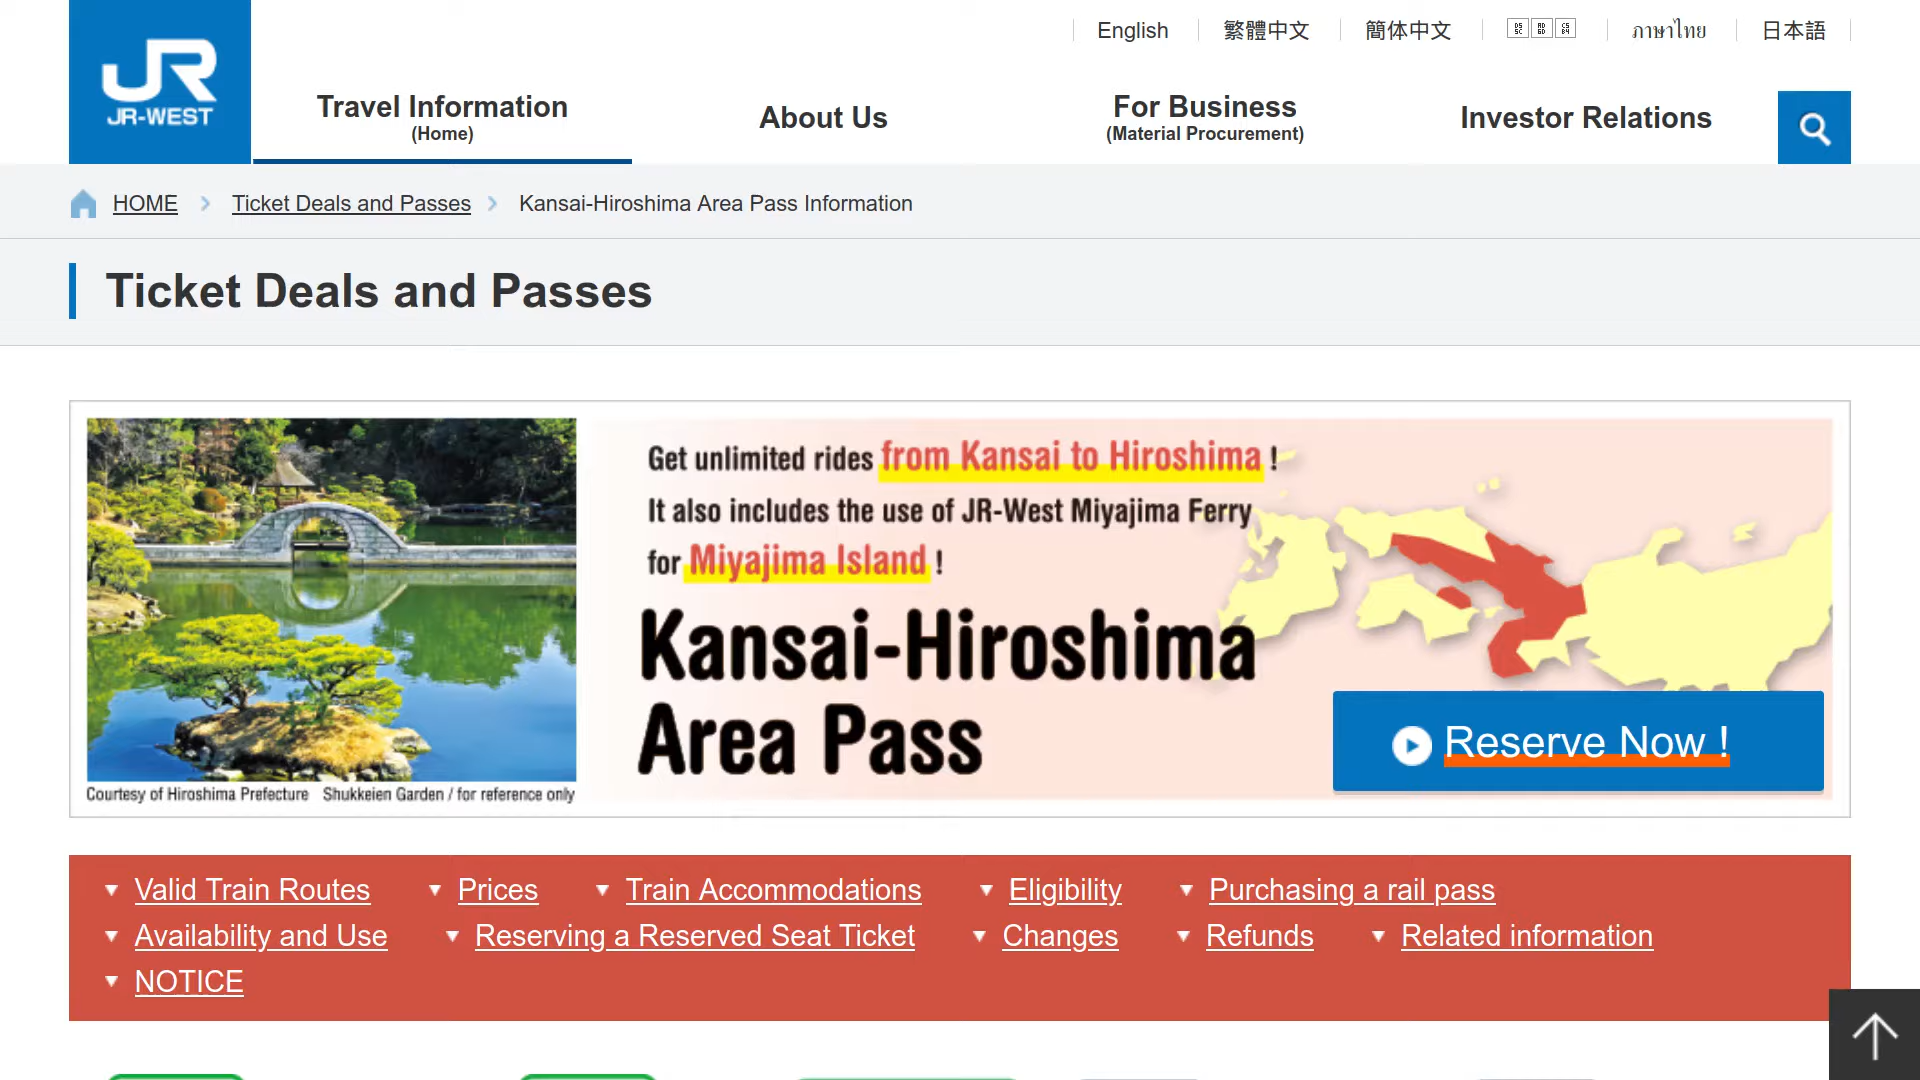 JR
JR-WEST
English
繁體中文
簡体中文
ภาษาไทย
日本語
Travel Information
(Home)
About Us
For Business
(Material Procurement)
Investor Relations
HOME
Ticket Deals and Passes
Kansai-Hiroshima Area Pass Information
Ticket Deals and Passes
Get unlimited rides from Kansai to Hiroshima !
It also includes the use of JR-West Miyajima Ferry
for Miyajima Island !
Kansai-Hiroshima
Area Pass
Reserve Now !
Courtesy of Hiroshima Prefecture Shukkeien Garden / for reference only
Valid Train Routes
Prices
Train Accommodations
Eligibility
Purchasing a rail pass
Availability and Use
Reserving a Reserved Seat Ticket
Changes
Refunds
Related information
NOTICE